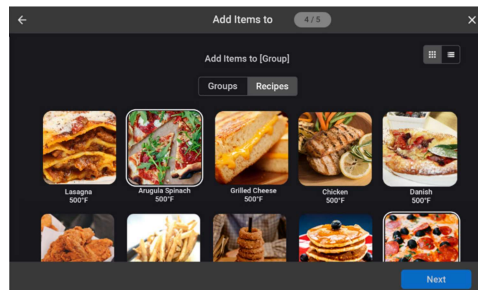 Add Items to 4 / 5
Add Items to [Group]
Groups Recipes
Lasagna Arugula Spinach Grilled Cheese Chicken Danish
500°F 500°F 500°F 500°F 500°F
Next